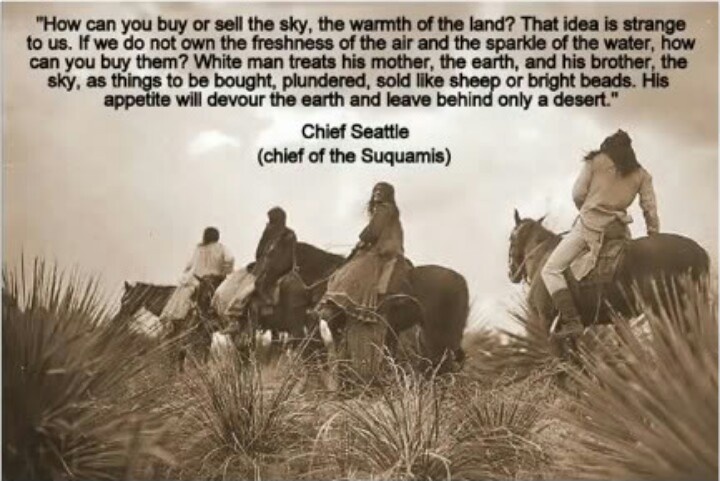 "How can you buy or sell the sky, the warmth of the land? That idea is strange
to us. If we do not own the freshness of the air and the sparkle of the water, how
can you buy them? White man treats his mother, the earth, and his brother, the
sky, as things to be bought, plundered, sold like sheep or bright beads. His
appetite will devour the earth and leave behind only a desert."
Chief Seattle
(chief of the Suquamis)